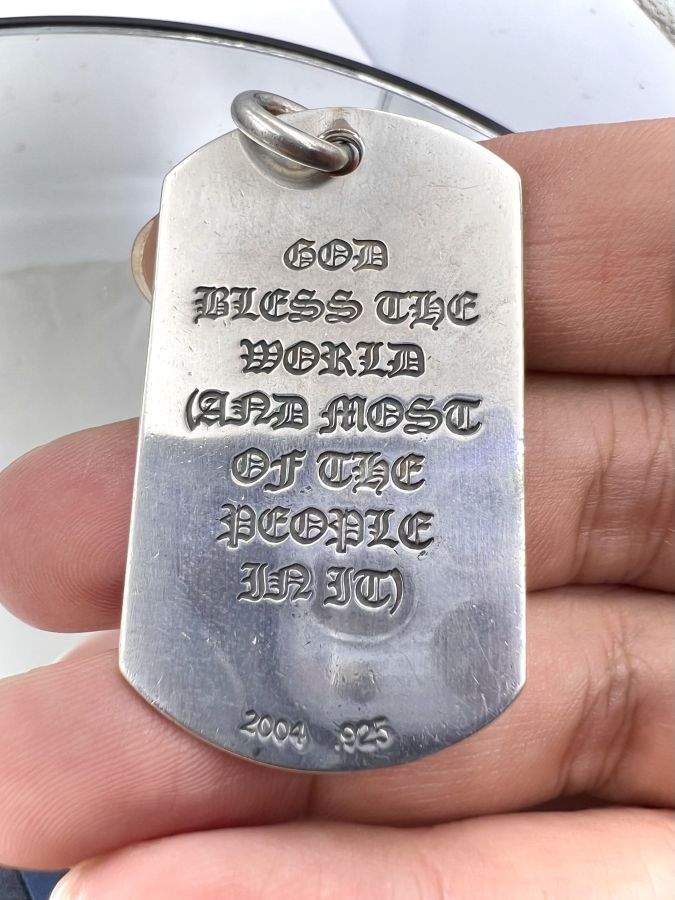 GOD
BLESS THE
WORLD
(AND MOST
OF THE
PEOPLE
IN IT)
2004 .925